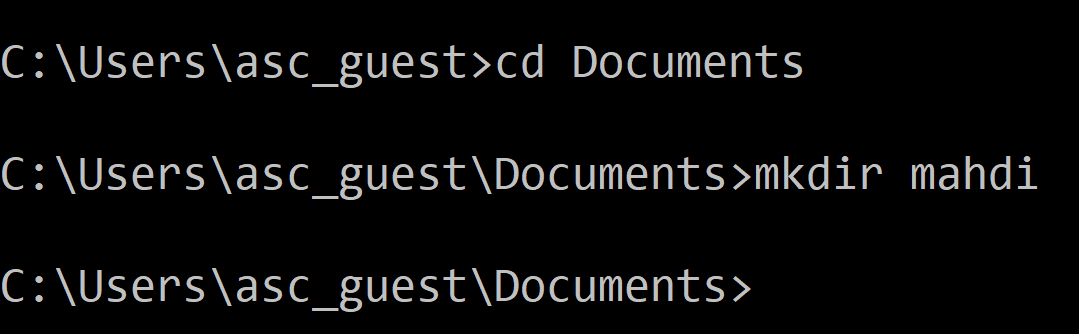 C:\Users\asc_guest>cd Documents
C:\Users\asc_guest\Documents>mkdir mahdi
C:\Users\asc_guest\Documents>